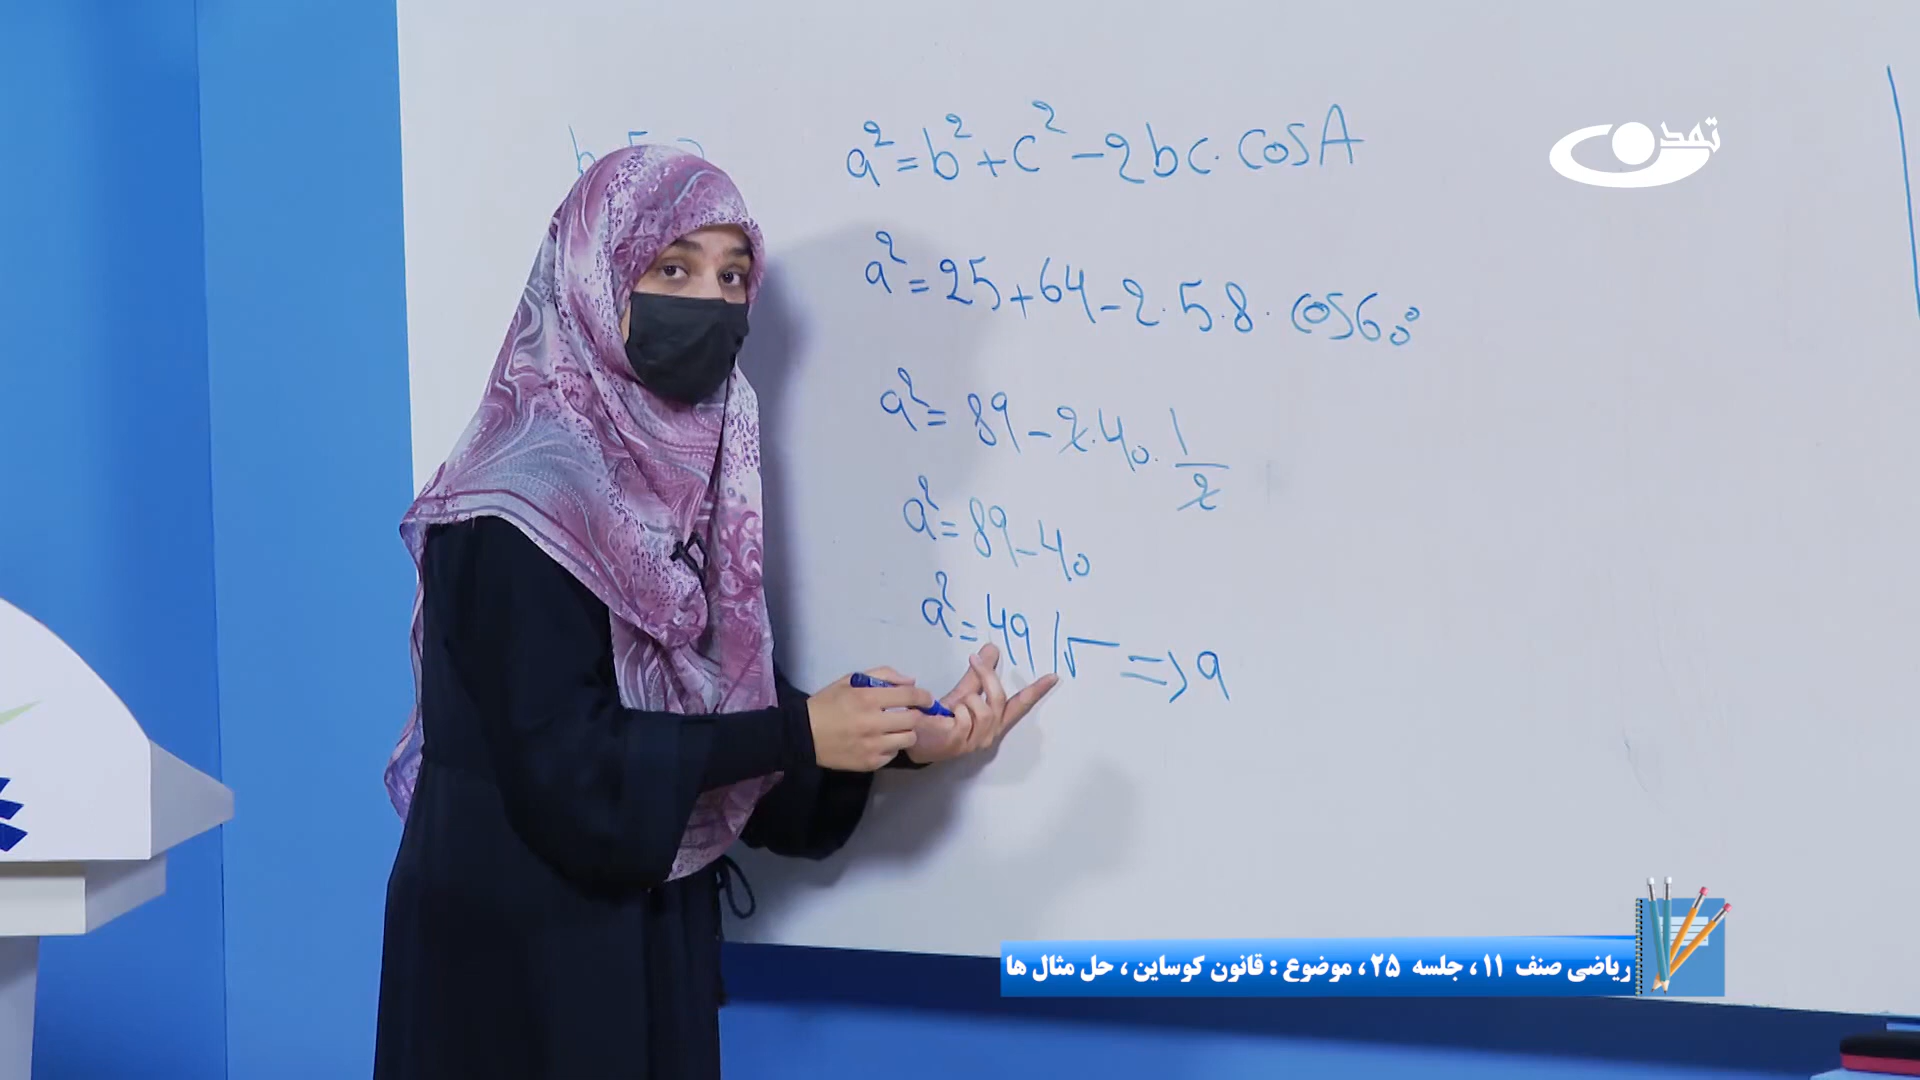 a² = b² + c² - 2bc. cosA
تمدن
a² = 25 + 64 - 2.5.8. cos60°
a² = 89 - 2.40. 1/2
a² = 89 - 40
a² = 49 /√ => a
ریاضی صنف ۱۱ ، جلسه ۲۵ ، موضوع : قانون کوساین ، حل مثال ها